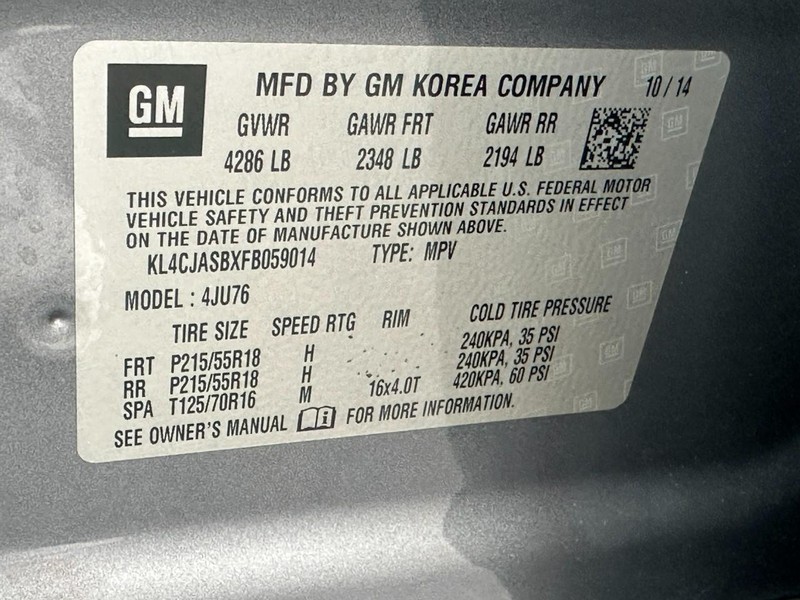 GM
MFD BY GM KOREA COMPANY 10/14
GVWR GAWR FRT GAWR RR
4286 LB 2348 LB 2194 LB
THIS VEHICLE CONFORMS TO ALL APPLICABLE U.S. FEDERAL MOTOR
VEHICLE SAFETY AND THEFT PREVENTION STANDARDS IN EFFECT
ON THE DATE OF MANUFACTURE SHOWN ABOVE.
KL4CJASBXFB059014 TYPE: MPV
MODEL : 4JU76
TIRE SIZE SPEED RTG RIM COLD TIRE PRESSURE
FRT P215/55R18 H 240KPA, 35 PSI
RR P215/55R18 H 240KPA, 35 PSI
SPA T125/70R16 M 16x4.0T 420KPA, 60 PSI
SEE OWNER'S MANUAL FOR MORE INFORMATION.